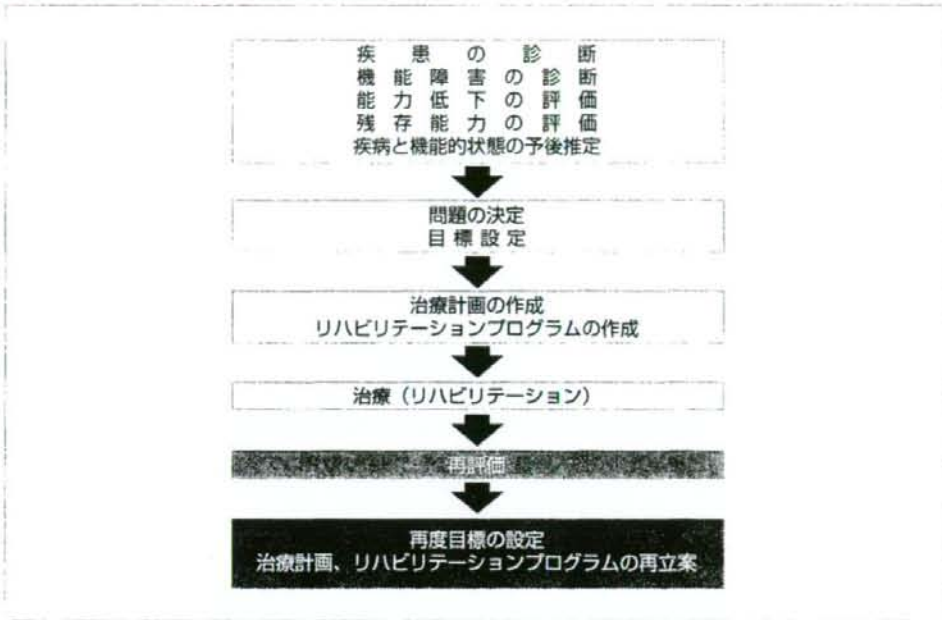 疾患の診断
機能障害の診断
能力低下の評価
残存能力の評価
疾病と機能的状態の予後推定
問題の決定
目標設定
治療計画の作成
リハビリテーションプログラムの作成
治療（リハビリテーション）
再評価
再度目標の設定
治療計画、リハビリテーションプログラムの再立案